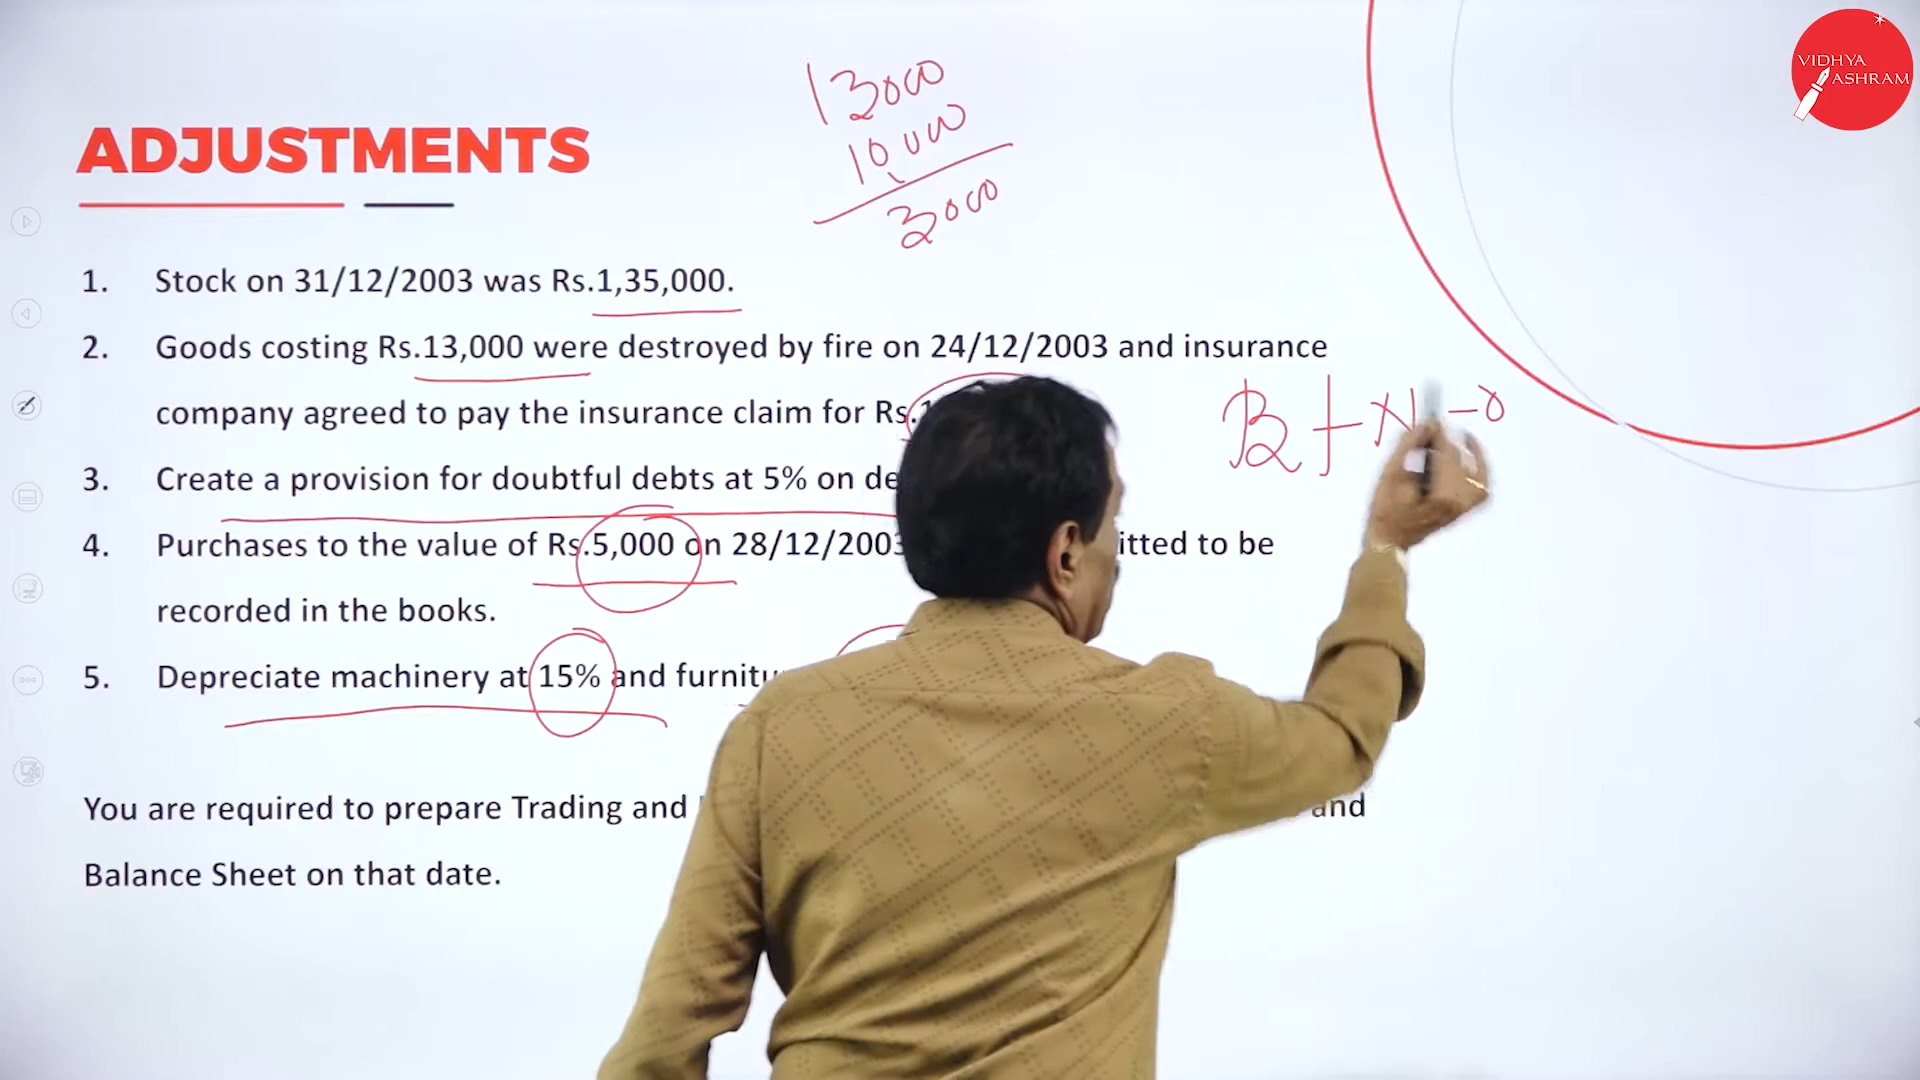 VIDHYA
ASHRAM
13000
10,000
3000
ADJUSTMENTS
1. Stock on 31/12/2003 was Rs.1,35,000.
2. Goods costing Rs.13,000 were destroyed by fire on 24/12/2003 and insurance
company agreed to pay the insurance claim for Rs.1
B + N - O
3. Create a provision for doubtful debts at 5% on de
4. Purchases to the value of Rs.5,000 on 28/12/2003 itted to be
recorded in the books.
5. Depreciate machinery at 15% and furnitu
You are required to prepare Trading and and
Balance Sheet on that date.